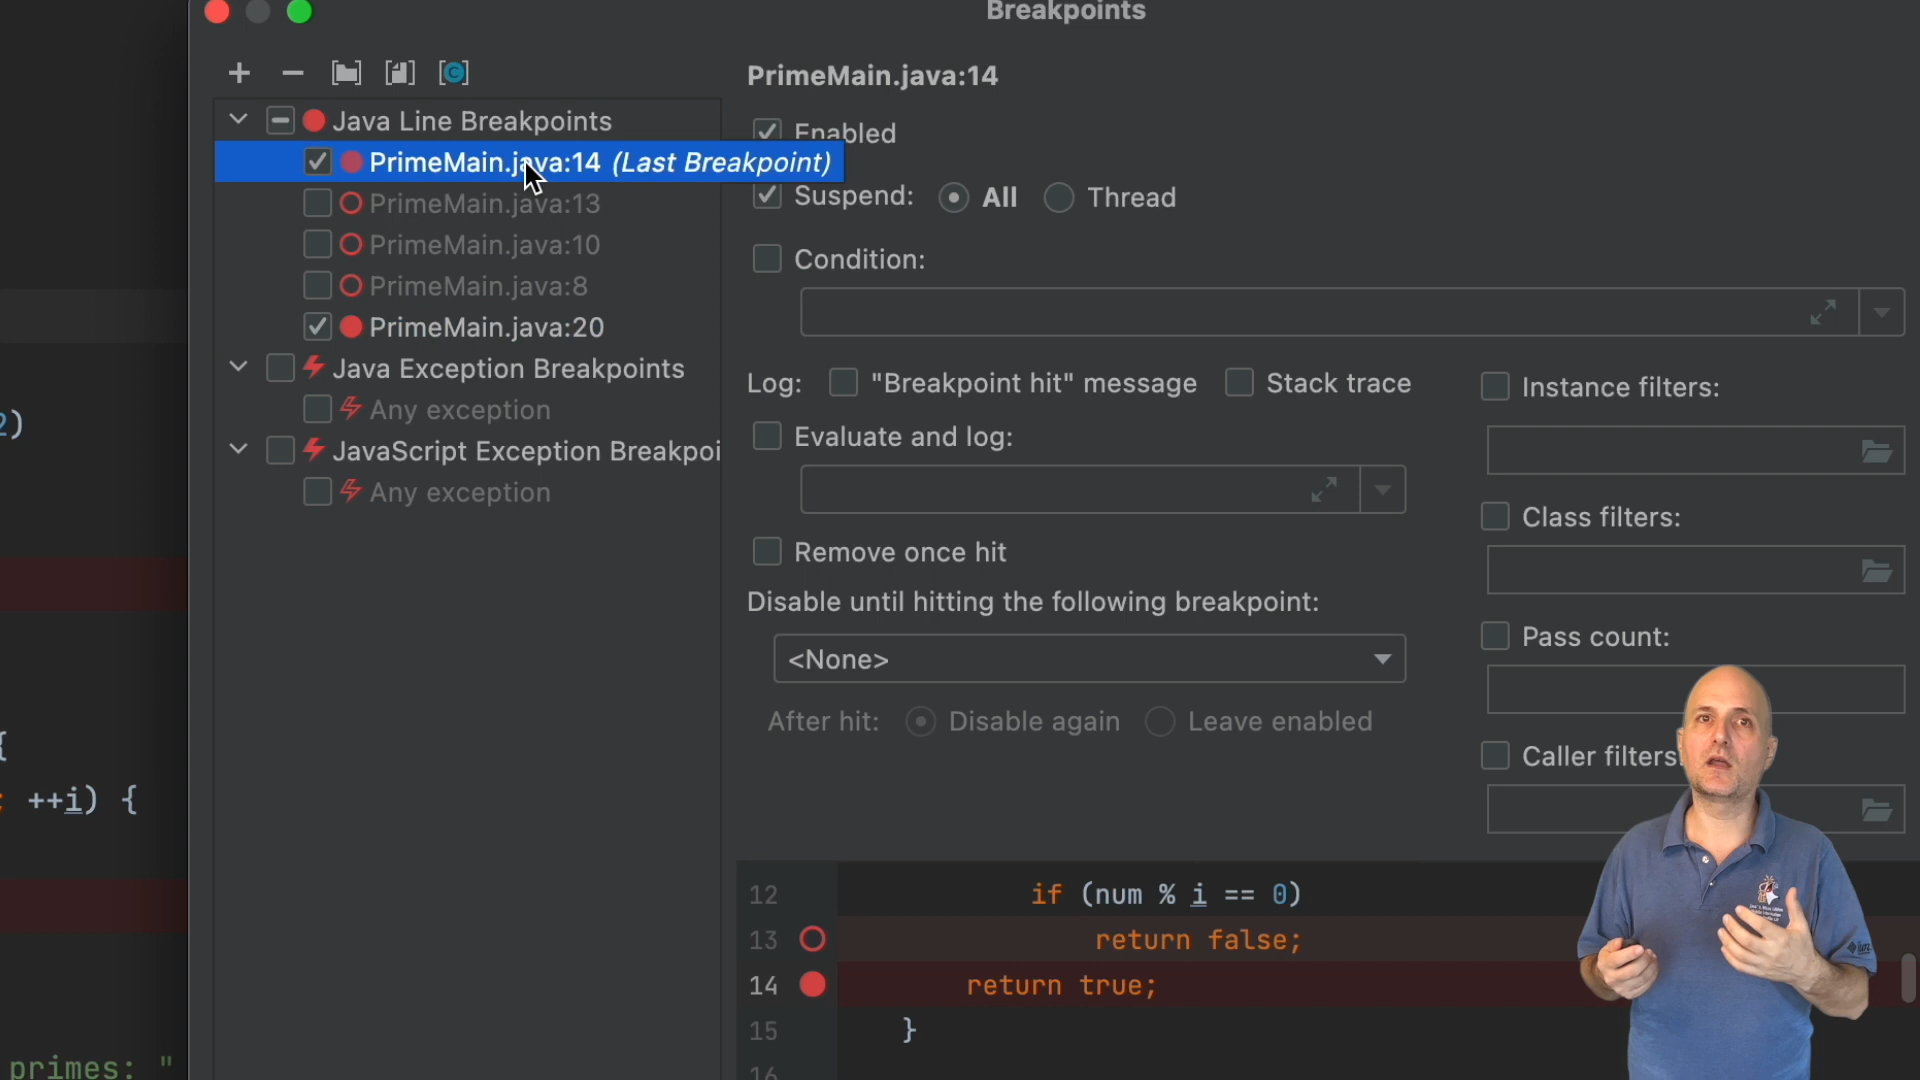 Breakpoints
PrimeMain.java:14
Java Line Breakpoints
Enabled
PrimeMain.java:14 (Last Breakpoint)
Suspend: All Thread
PrimeMain.java:13
PrimeMain.java:10
Condition:
PrimeMain.java:8
PrimeMain.java:20
Java Exception Breakpoints
Log: "Breakpoint hit" message Stack trace Instance filters:
Any exception
Evaluate and log:
JavaScript Exception Breakpoi
Any exception
Class filters:
Remove once hit
Disable until hitting the following breakpoint:
<None>
Pass count:
After hit: Disable again Leave enabled
Caller filters
2)
{
; ++i) {
primes: "
12 if (num % i == 0)
13 return false;
14 return true;
15 }
16